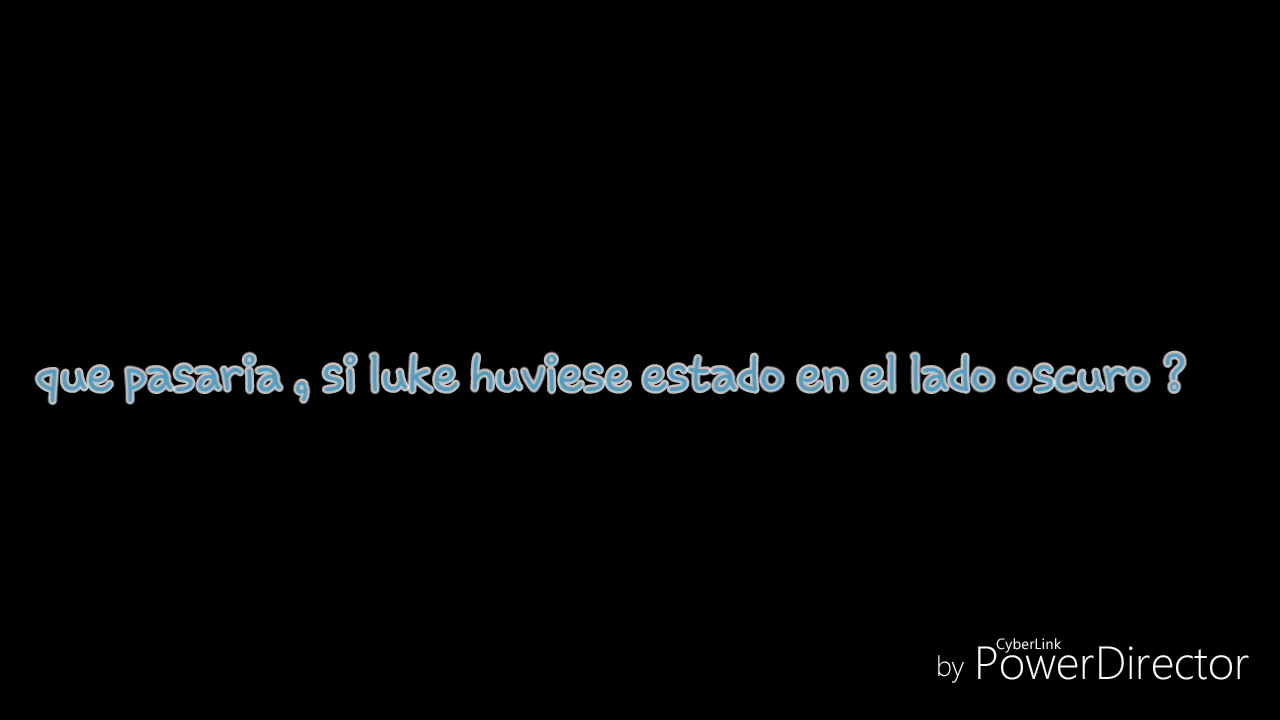 que pasaria , si luke huviese estado en el lado oscuro ?
CyberLink
by PowerDirector